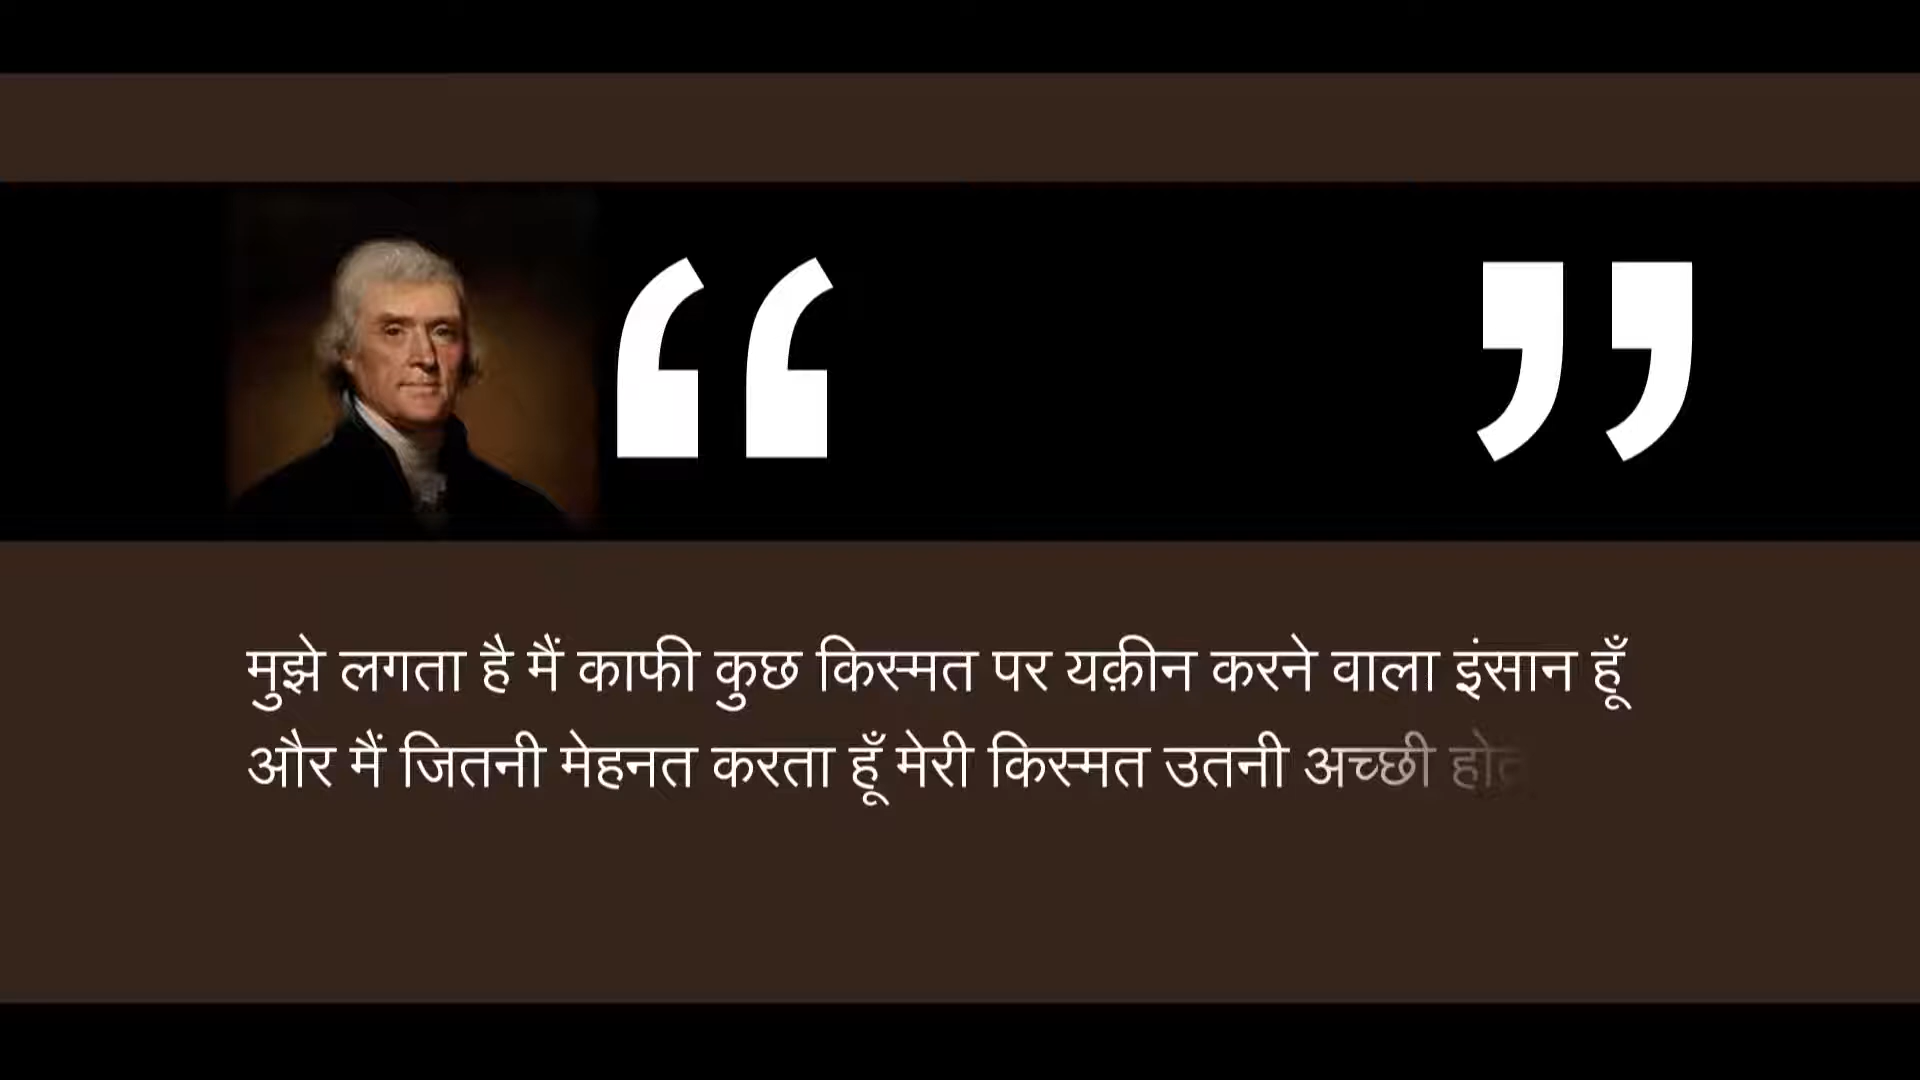 “ ”
मुझे लगता है मैं काफी कुछ किस्मत पर यक़ीन करने वाला इंसान हूँ
और मैं जितनी मेहनत करता हूँ मेरी किस्मत उतनी अच्छी